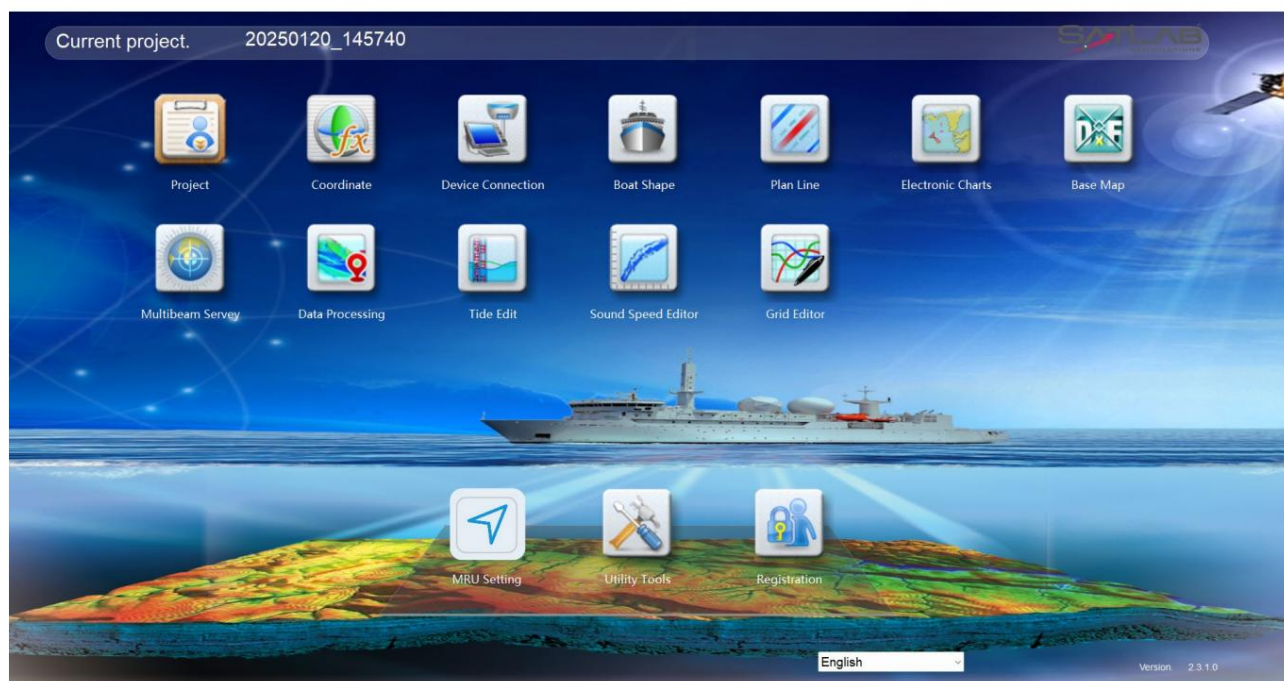 Current project. 20250120_145740
SATLAB
Project Coordinate Device Connection Boat Shape Plan Line Electronic Charts Base Map
Multibeam Servey Data Processing Tide Edit Sound Speed Editor Grid Editor
MRU Setting Utility Tools Registration
English
Version. 2.3.1.0